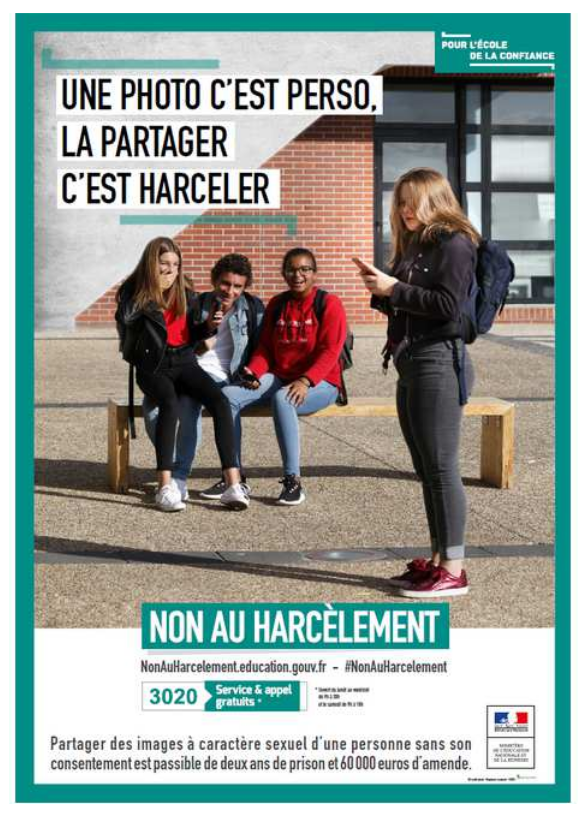 POUR L'ÉCOLE
DE LA CONFIANCE
UNE PHOTO C'EST PERSO,
LA PARTAGER
C'EST HARCELER
NON AU HARCÈLEMENT
NonAuHarcelement.education.gouv.fr - #NonAuHarcelement
3020 Service & appel
gratuits *
Partager des images à caractère sexuel d'une personne sans son
consentement est passible de deux ans de prison et 60 000 euros d'amende.
MINISTÈRE
DE L'ÉDUCATION
NATIONALE ET
DE LA JEUNESSE